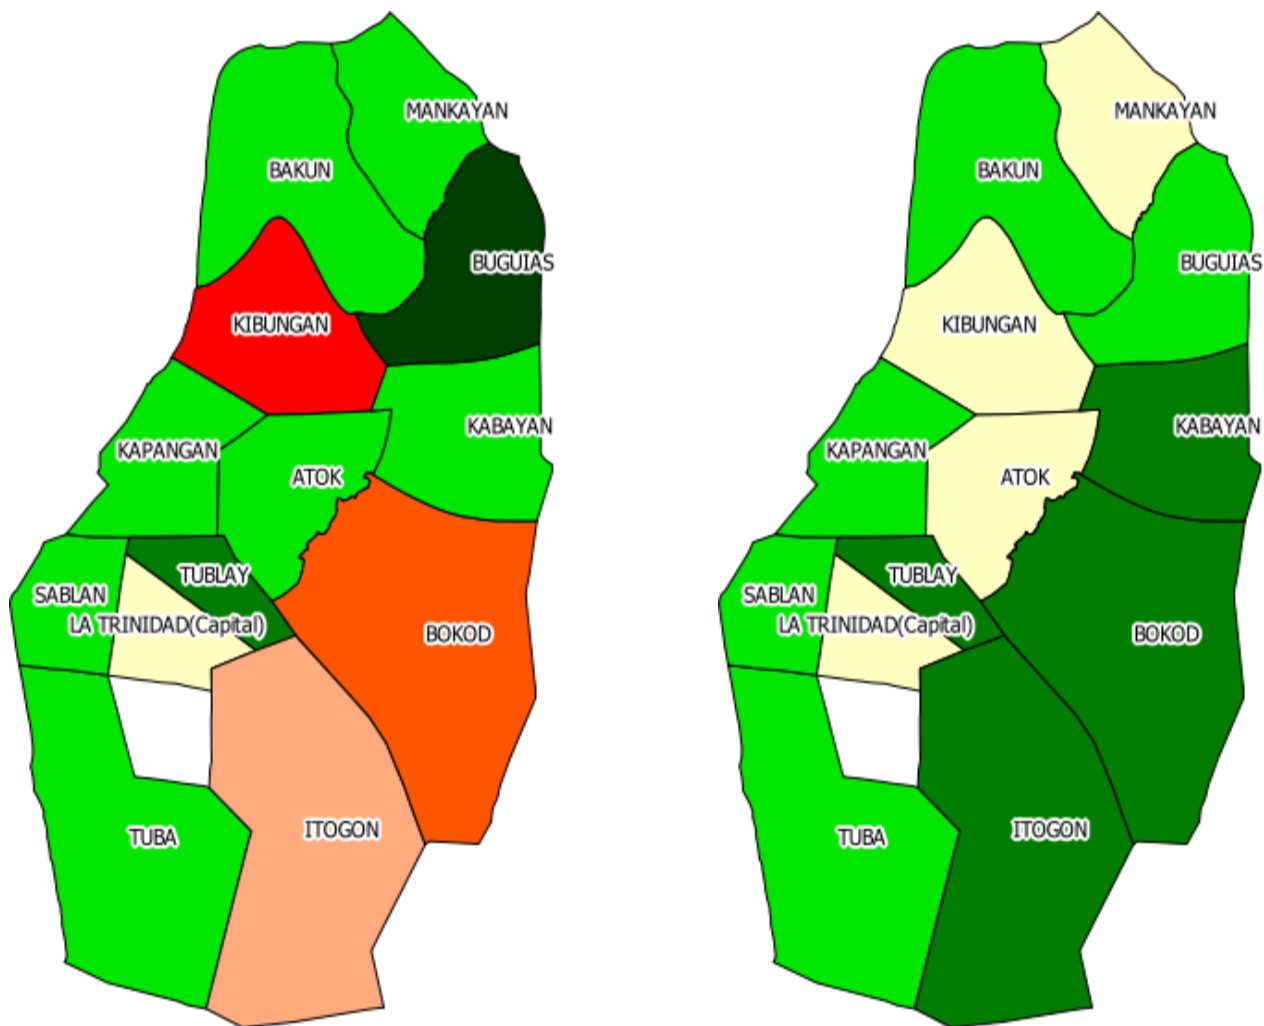 MANKAYAN
BAKUN
BUGUIAS
KIBUNGAN
KABAYAN
KAPANGAN
ATOK
TUBLAY
SABLAN
LA TRINIDAD(Capital)
BOKOD
ITOGON
TUBA
MANKAYAN
BAKUN
BUGUIAS
KIBUNGAN
KABAYAN
KAPANGAN
ATOK
TUBLAY
SABLAN
LA TRINIDAD(Capital)
BOKOD
ITOGON
TUBA